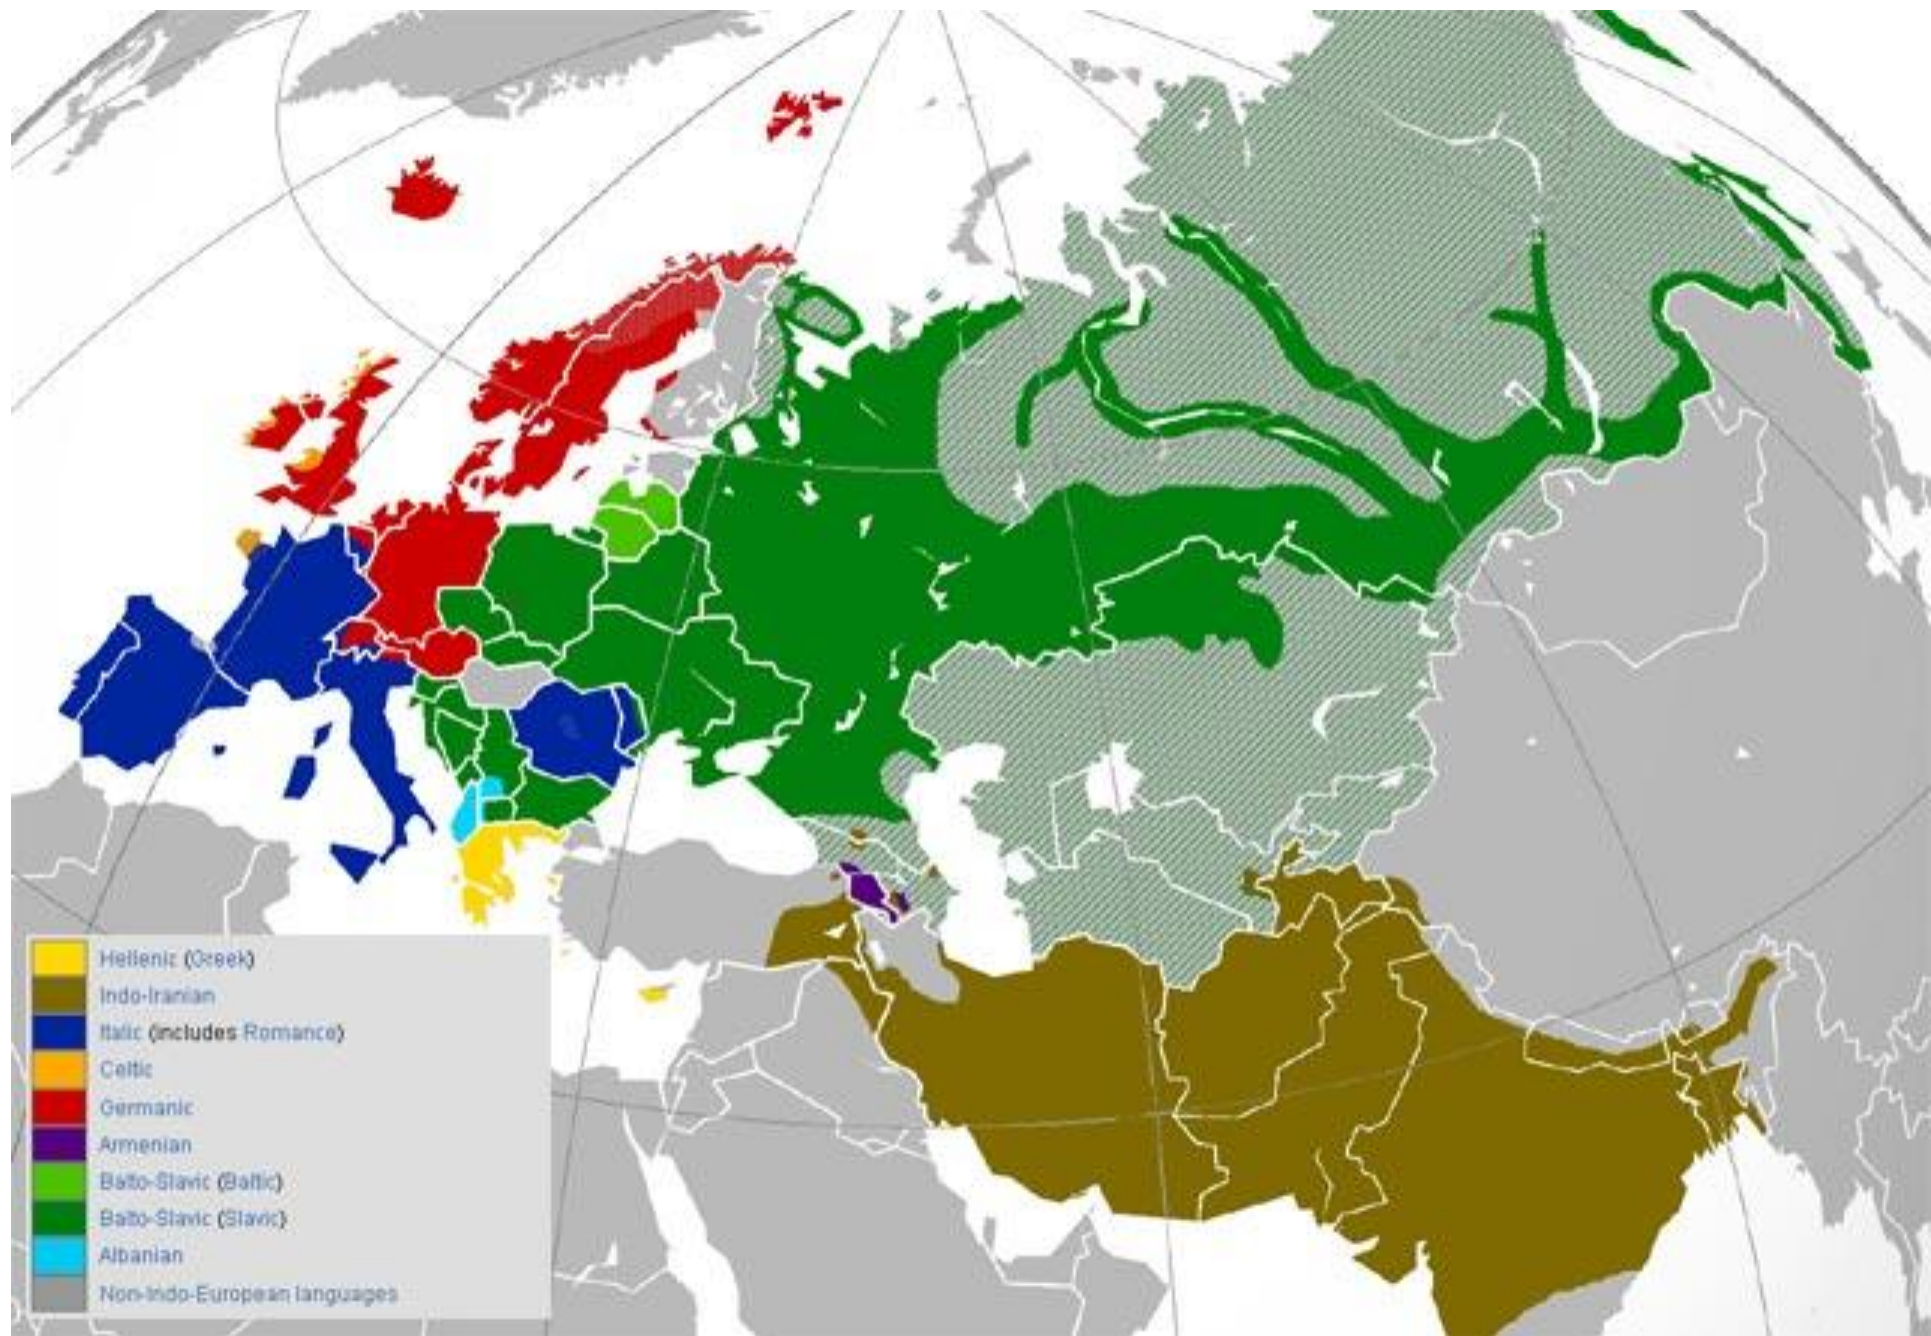 Hellenic (Greek)
Indo-Iranian
Italic (includes Romance)
Celtic
Germanic
Armenian
Balto-Slavic (Baltic)
Balto-Slavic (Slavic)
Albanian
Non-Indo-European languages